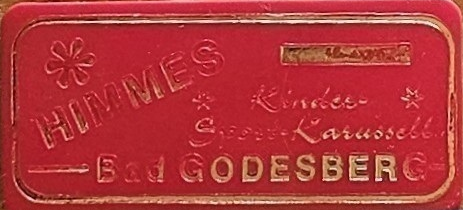 HIMMES
Kinder-
Sport-Karussell
Bad GODESBERG